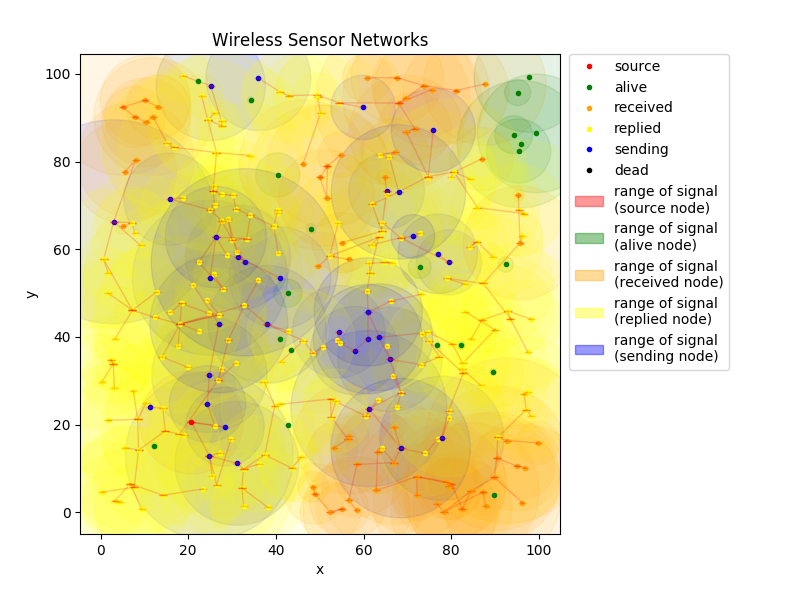 Wireless Sensor Networks
100
80
60
40
20
0
y
0 20 40 60 80 100
x
source
alive
received
replied
sending
dead
range of signal
(source node)
range of signal
(alive node)
range of signal
(received node)
range of signal
(replied node)
range of signal
(sending node)